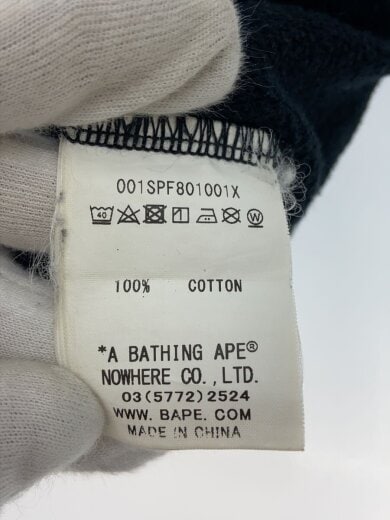 001SPF801001X
40 W
100% COTTON
*A BATHING APE®
NOWHERE CO.,LTD.
03(5772)2524
WWW. BAPE. COM
MADE IN CHINA